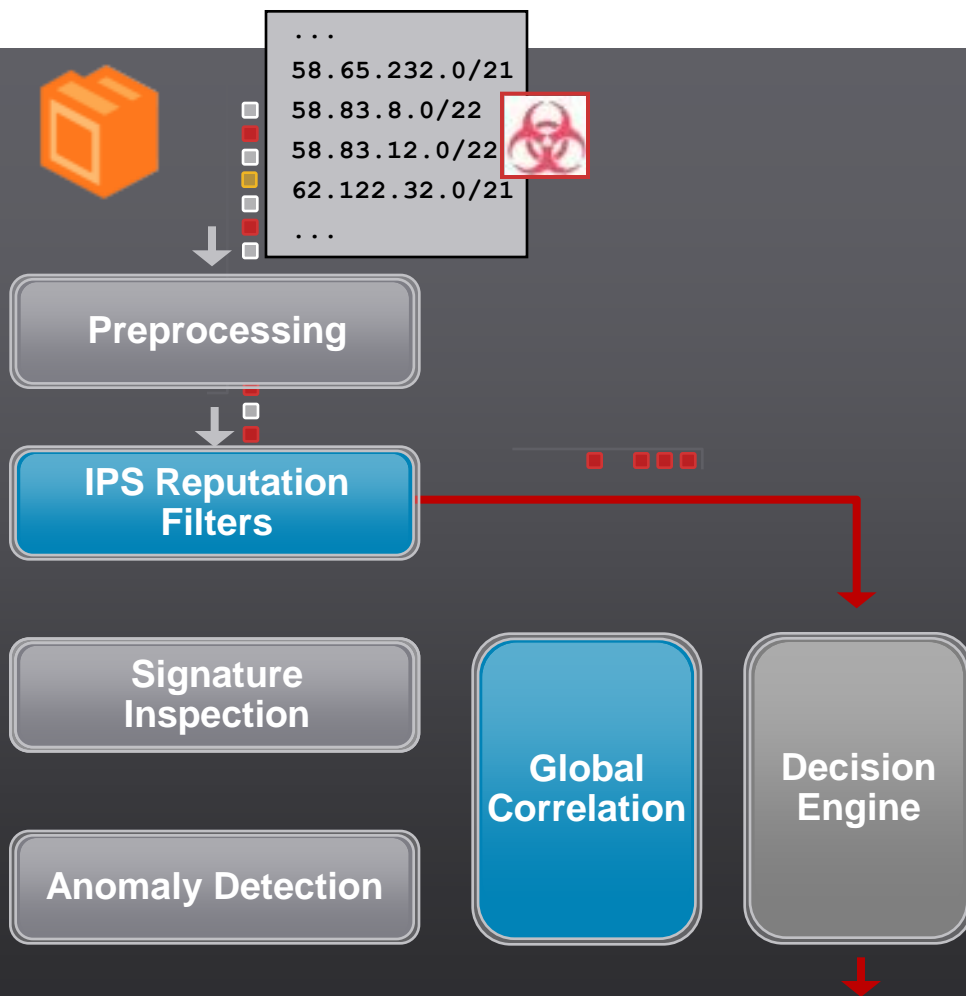 ...
58.65.232.0/21
58.83.8.0/22
58.83.12.0/22
62.122.32.0/21
...
Preprocessing
IPS Reputation
Filters
Signature
Inspection
Global
Correlation
Decision
Engine
Anomaly Detection